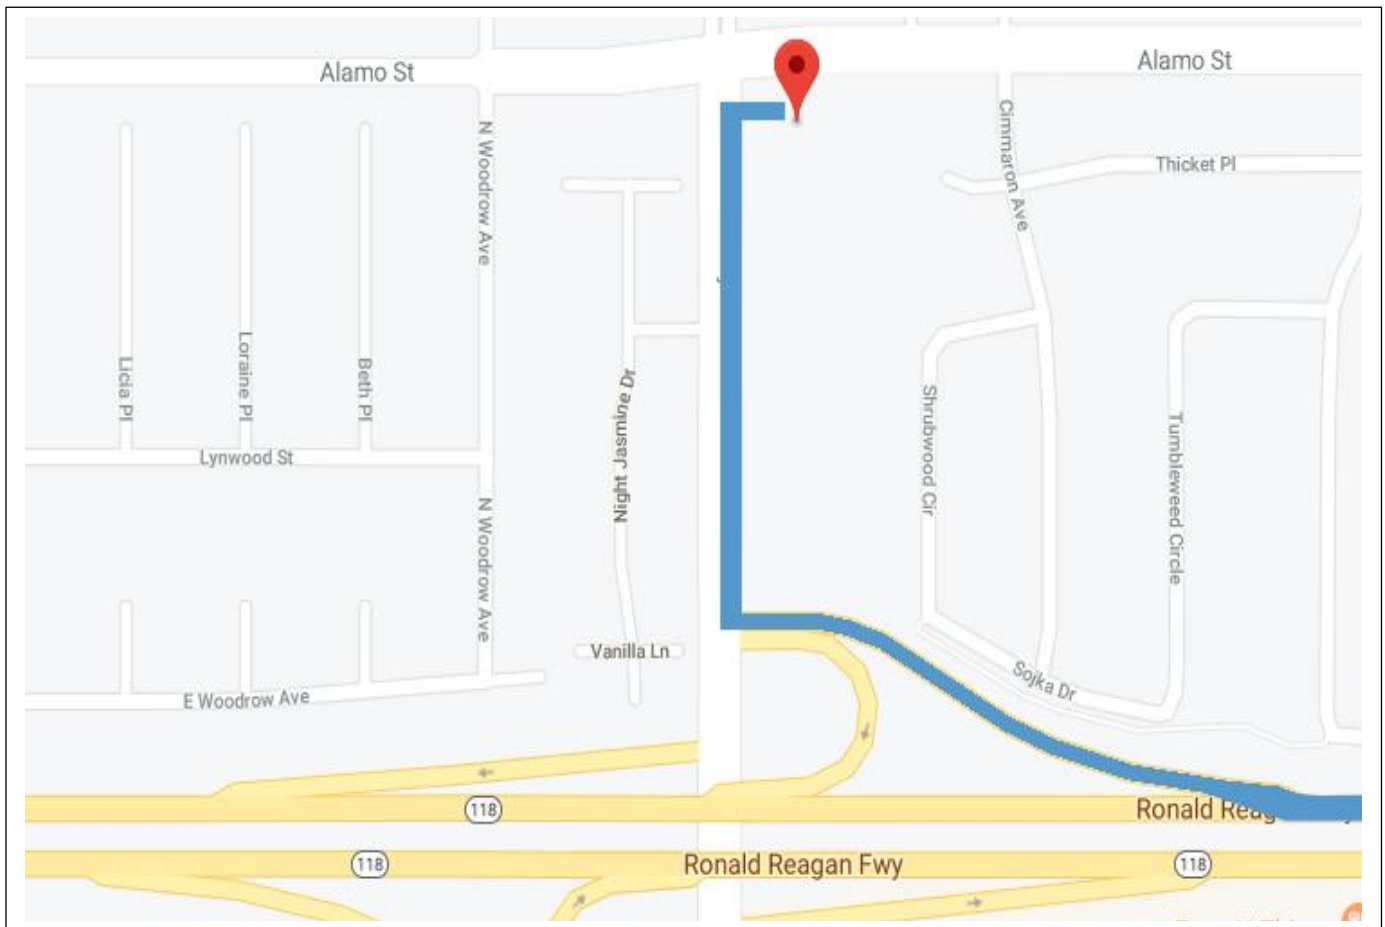 Alamo St
Alamo St
N Woodrow Ave
Cimmaron Ave
Thicket Pl
Licia Pl
Loraine Pl
Beth Pl
Night Jasmine Dr
Shrubwood Cir
Tumbleweed Circle
Lynwood St
N Woodrow Ave
Vanilla Ln
Sojka Dr
E Woodrow Ave
118
Ronald Reag
118
Ronald Reagan Fwy
118